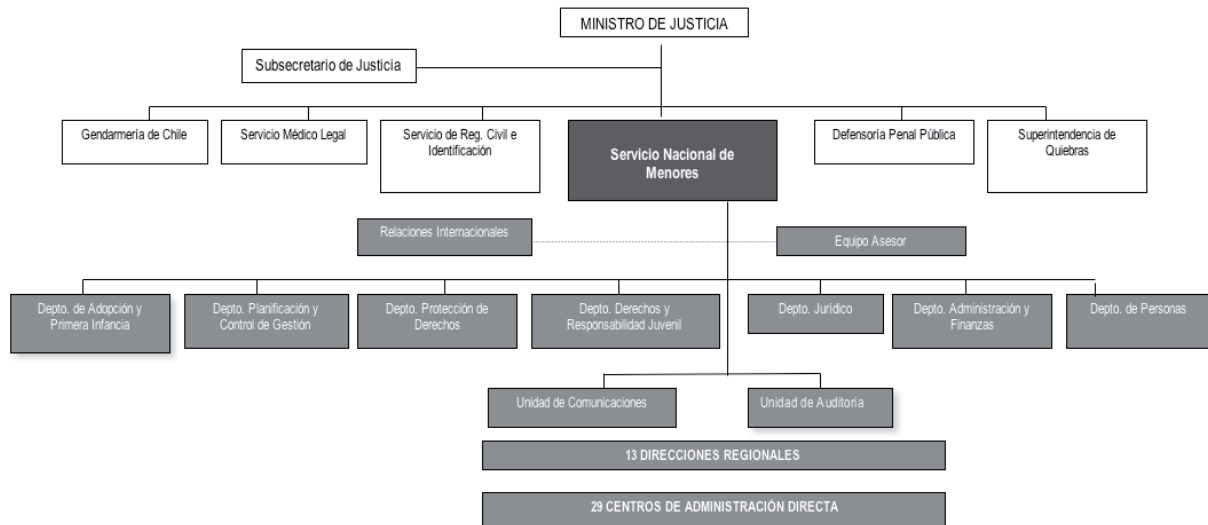 MINISTRO DE JUSTICIA
Subsecretario de Justicia
Gendarmería de Chile
Servicio Médico Legal
Servicio de Reg. Civil e
Identificación
Servicio Nacional de
Menores
Defensoría Penal Pública
Superintendencia de
Quiebras
Relaciones Internacionales
Equipo Asesor
Depto. de Adopción y
Primera Infancia
Depto. Planificación y
Control de Gestión
Depto. Protección de
Derechos
Depto. Derechos y
Responsabilidad Juvenil
Depto. Jurídico
Depto. Administración y
Finanzas
Depto. de Personas
Unidad de Comunicaciones
Unidad de Auditoria
13 DIRECCIONES REGIONALES
29 CENTROS DE ADMINISTRACIÓN DIRECTA